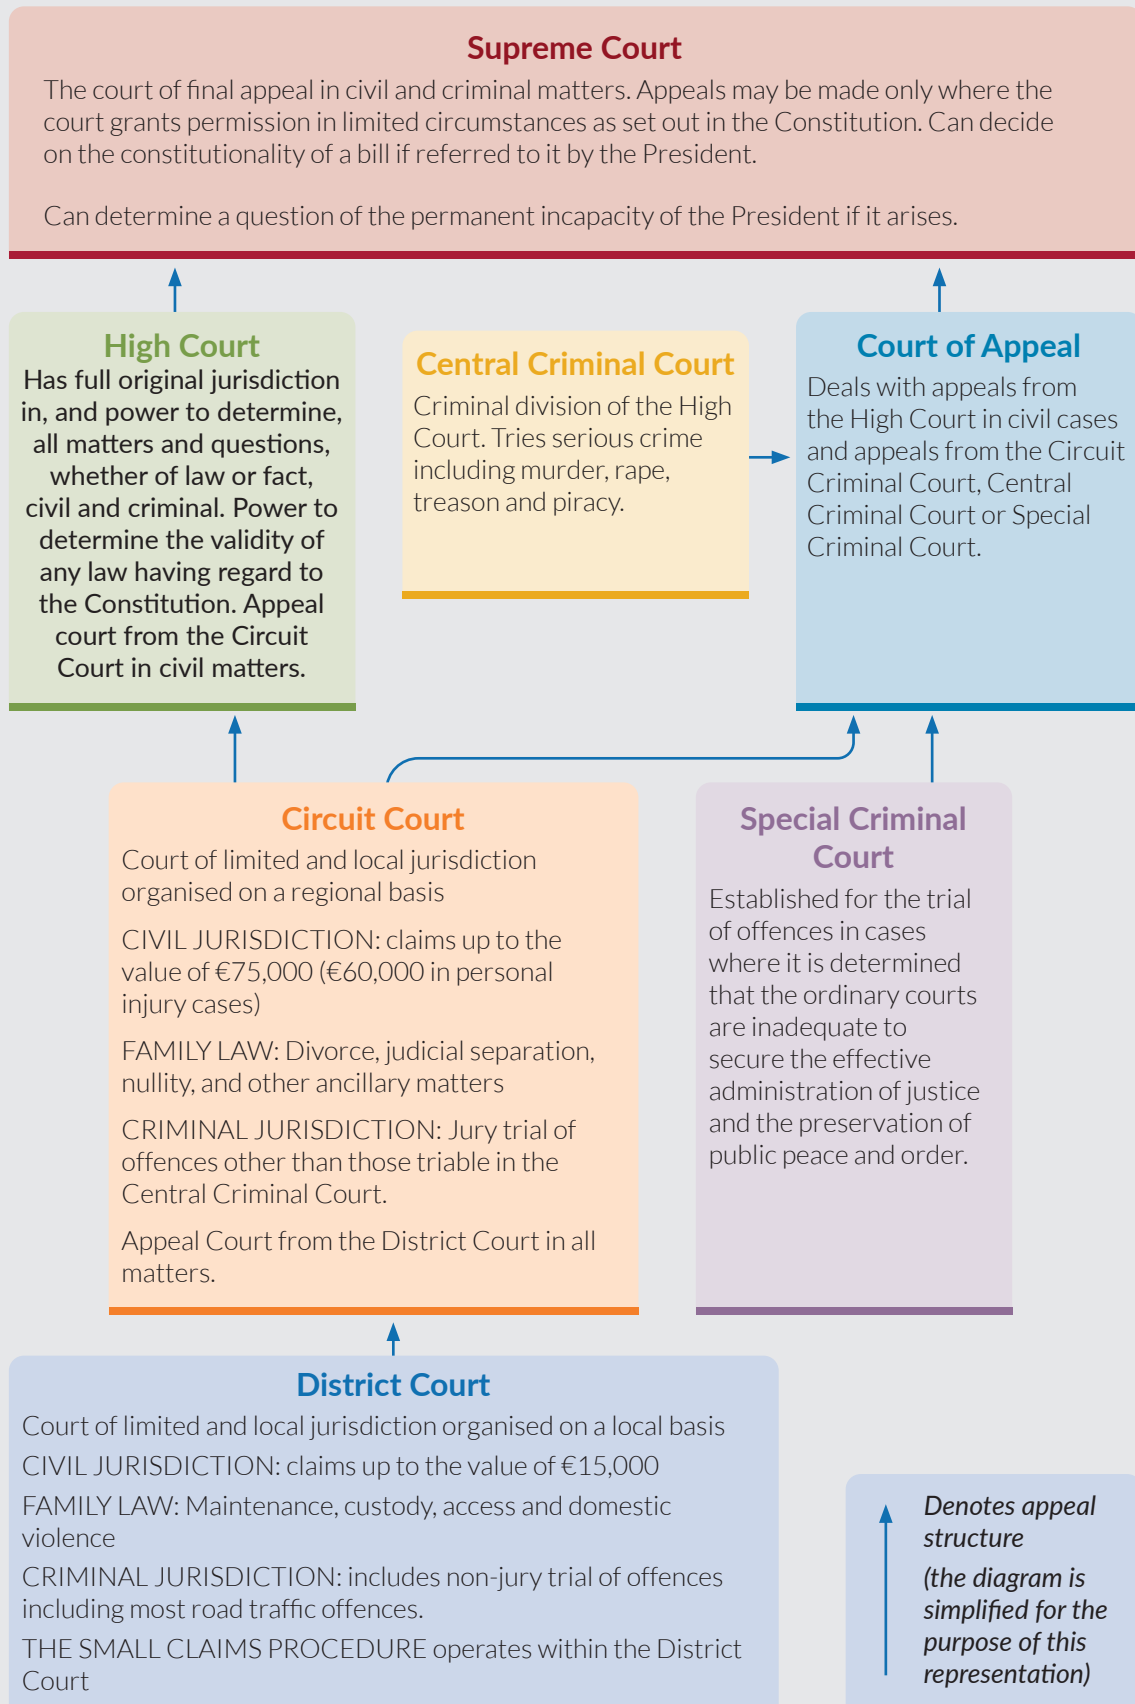 Supreme Court
The court of final appeal in civil and criminal matters. Appeals may be made only where the
court grants permission in limited circumstances as set out in the Constitution. Can decide
on the constitutionality of a bill if referred to it by the President.
Can determine a question of the permanent incapacity of the President if it arises.
High Court
Has full original jurisdiction
in, and power to determine,
all matters and questions,
whether of law or fact,
civil and criminal. Power to
determine the validity of
any law having regard to
the Constitution. Appeal
court from the Circuit
Court in civil matters.
Central Criminal Court
Criminal division of the High
Court. Tries serious crime
including murder, rape,
treason and piracy.
Court of Appeal
Deals with appeals from
the High Court in civil cases
and appeals from the Circuit
Criminal Court, Central
Criminal Court or Special
Criminal Court.
Circuit Court
Court of limited and local jurisdiction
organised on a regional basis
CIVIL JURISDICTION: claims up to the
value of €75,000 (€60,000 in personal
injury cases)
FAMILY LAW: Divorce, judicial separation,
nullity, and other ancillary matters
CRIMINAL JURISDICTION: Jury trial of
offences other than those triable in the
Central Criminal Court.
Appeal Court from the District Court in all
matters.
Special Criminal
Court
Established for the trial
of offences in cases
where it is determined
that the ordinary courts
are inadequate to
secure the effective
administration of justice
and the preservation of
public peace and order.
District Court
Court of limited and local jurisdiction organised on a local basis
CIVIL JURISDICTION: claims up to the value of €15,000
FAMILY LAW: Maintenance, custody, access and domestic
violence
CRIMINAL JURISDICTION: includes non-jury trial of offences
including most road traffic offences.
THE SMALL CLAIMS PROCEDURE operates within the District
Court
Denotes appeal
structure
(the diagram is
simplified for the
purpose of this
representation)